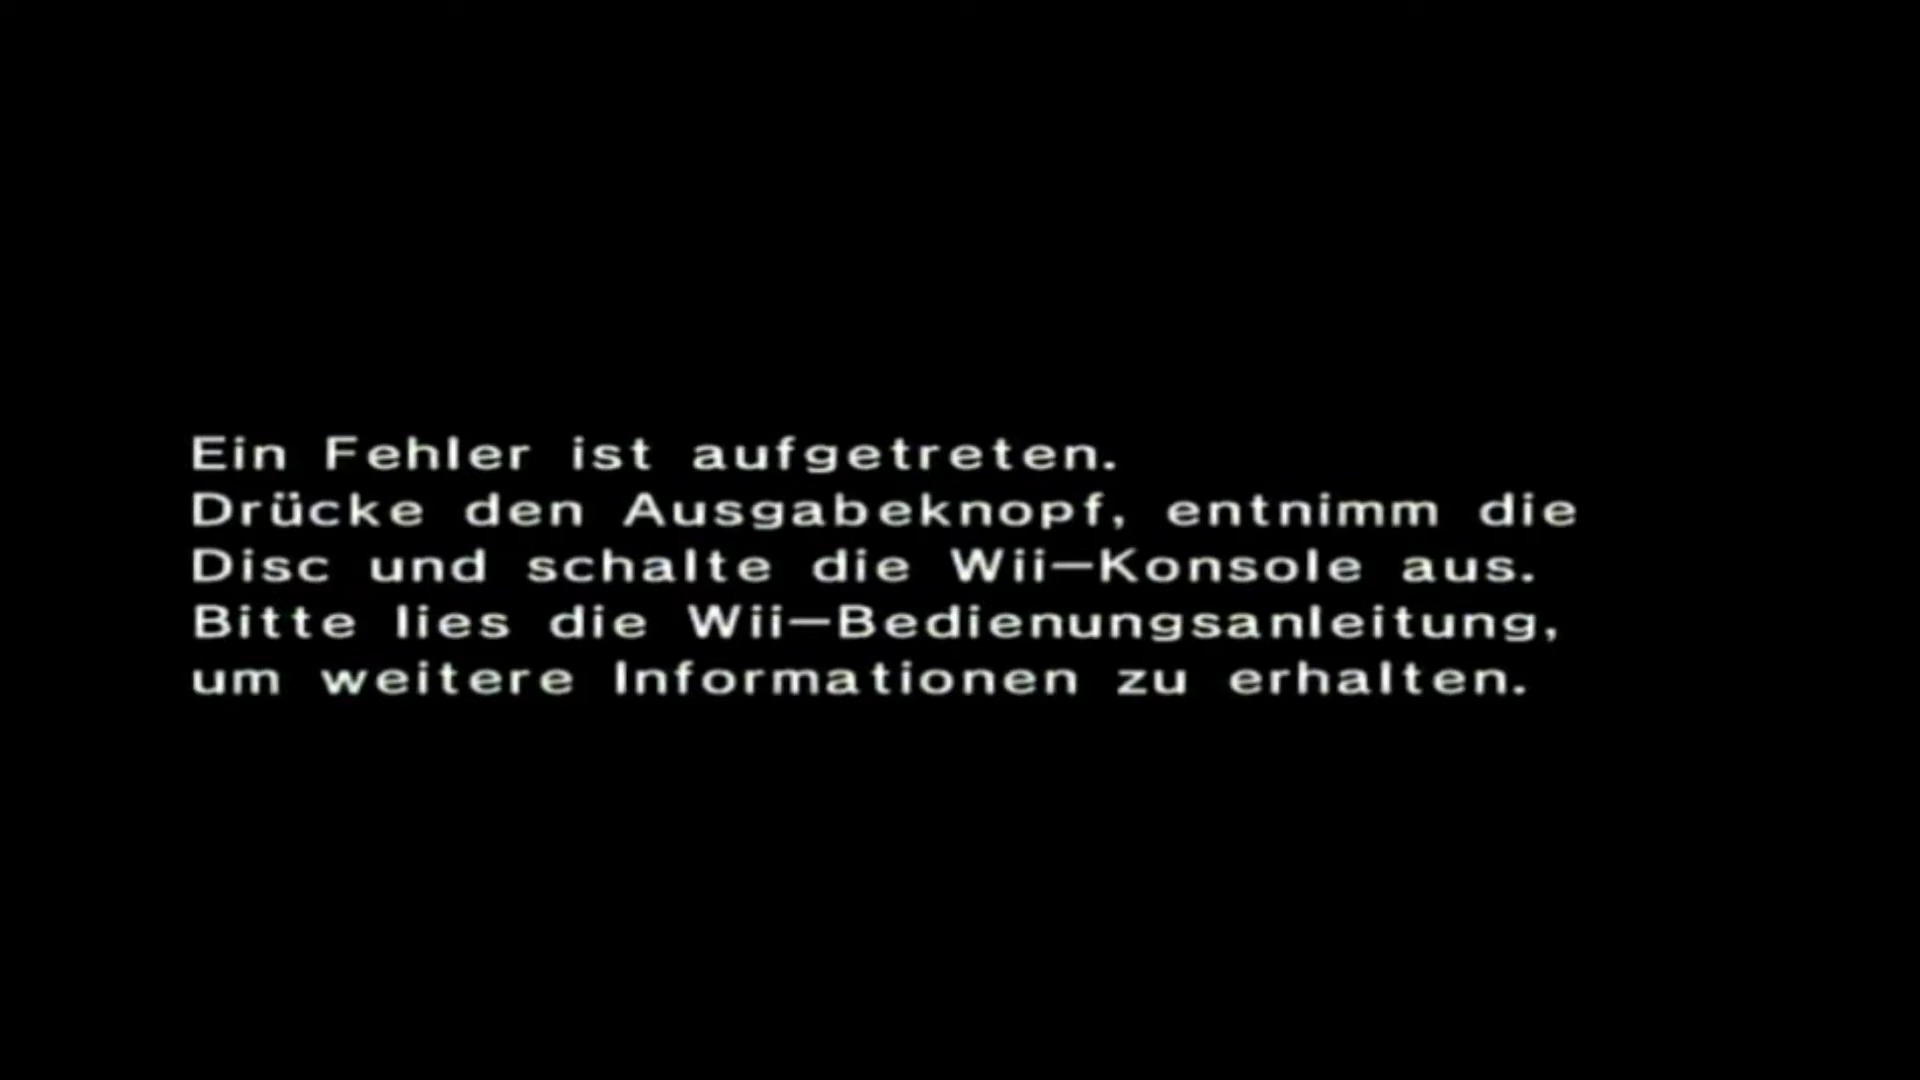 Ein Fehler ist aufgetreten.
Drücke den Ausgabeknopf, entnimm die
Disc und schalte die Wii-Konsole aus.
Bitte lies die Wii-Bedienungsanleitung,
um weitere Informationen zu erhalten.